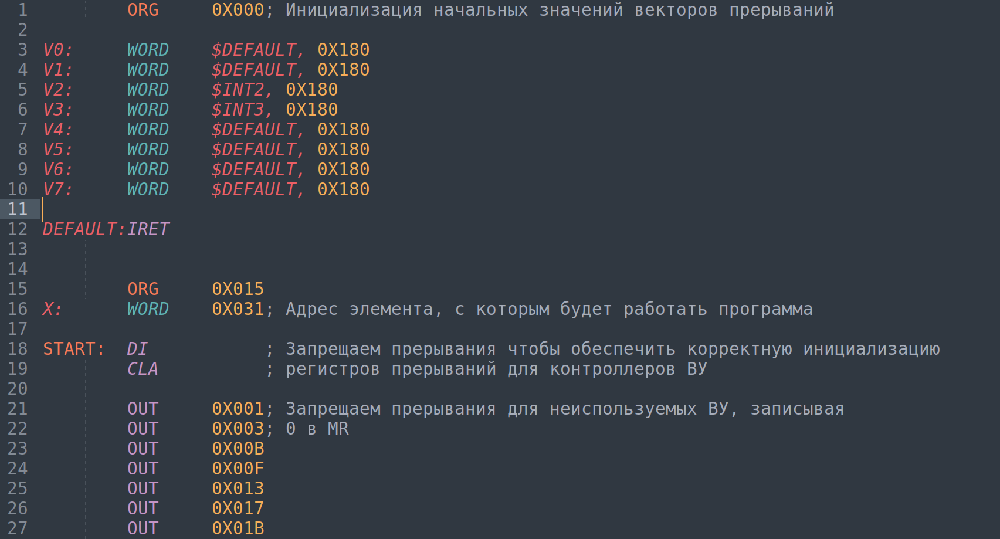 1 ORG 0X000; Инициализация начальных значений векторов прерываний
2
3 V0: WORD $DEFAULT, 0X180
4 V1: WORD $DEFAULT, 0X180
5 V2: WORD $INT2, 0X180
6 V3: WORD $INT3, 0X180
7 V4: WORD $DEFAULT, 0X180
8 V5: WORD $DEFAULT, 0X180
9 V6: WORD $DEFAULT, 0X180
10 V7: WORD $DEFAULT, 0X180
11
12 DEFAULT:IRET
13
14
15 ORG 0X015
16 X: WORD 0X031; Адрес элемента, с которым будет работать программа
17
18 START: DI ; Запрещаем прерывания чтобы обеспечить корректную инициализацию
19 CLA ; регистров прерываний для контроллеров ВУ
20
21 OUT 0X001; Запрещаем прерывания для неиспользуемых ВУ, записывая
22 OUT 0X003; 0 в MR
23 OUT 0X00B
24 OUT 0X00F
25 OUT 0X013
26 OUT 0X017
27 OUT 0X01B